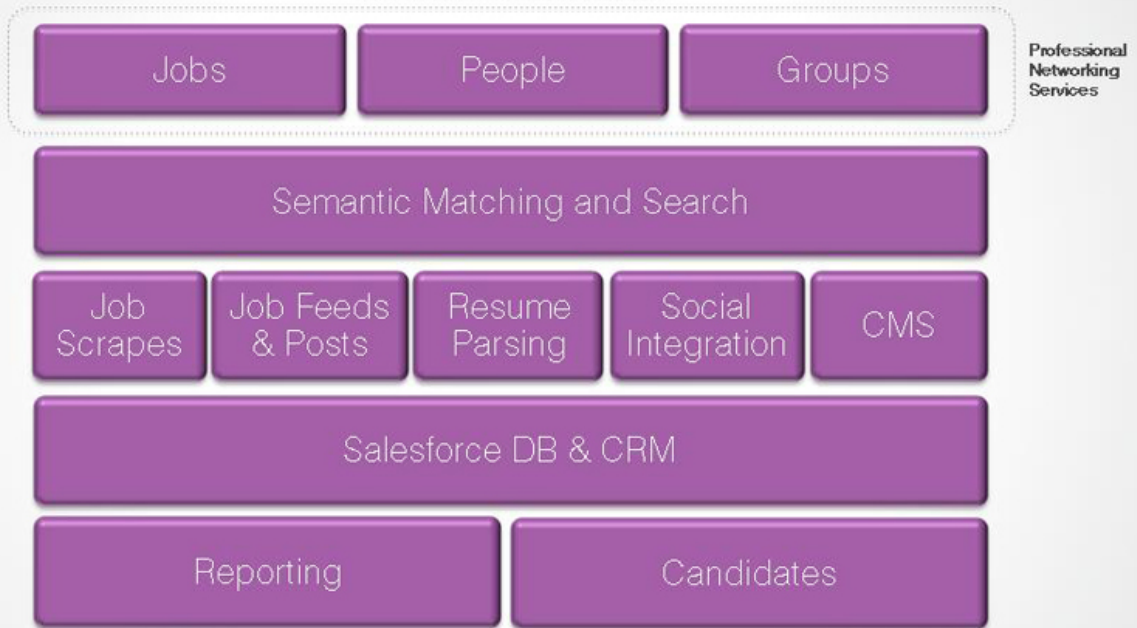 Jobs
People
Groups
Professional
Networking
Services
Semantic Matching and Search
Job
Scrapes
Job Feeds
& Posts
Resume
Parsing
Social
Integration
CMS
Salesforce DB & CRM
Reporting
Candidates